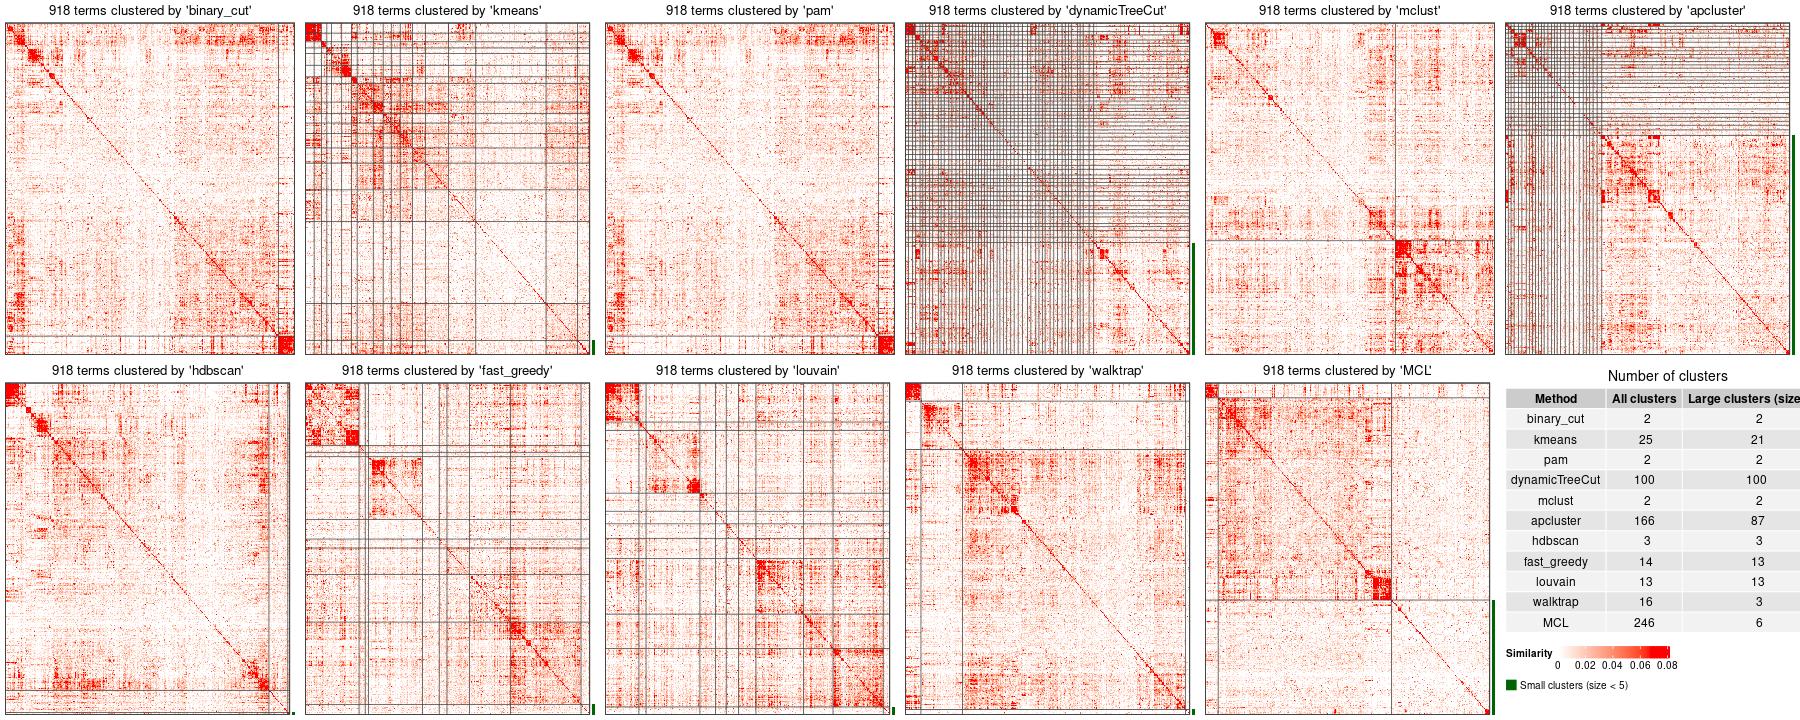 918 terms clustered by 'binary_cut'
918 terms clustered by 'kmeans'
918 terms clustered by 'pam'
918 terms clustered by 'dynamicTreeCut'
918 terms clustered by 'mclust'
918 terms clustered by 'apcluster'
918 terms clustered by 'hdbscan'
918 terms clustered by 'fast_greedy'
918 terms clustered by 'louvain'
918 terms clustered by 'walktrap'
918 terms clustered by 'MCL'
Number of clusters
Method All clusters Large clusters (size
binary_cut 2 2
kmeans 25 21
pam 2 2
dynamicTreeCut 100 100
mclust 2 2
apcluster 166 87
hdbscan 3 3
fast_greedy 14 13
louvain 13 13
walktrap 16 3
MCL 246 6
Similarity
0 0.02 0.04 0.06 0.08
Small clusters (size < 5)